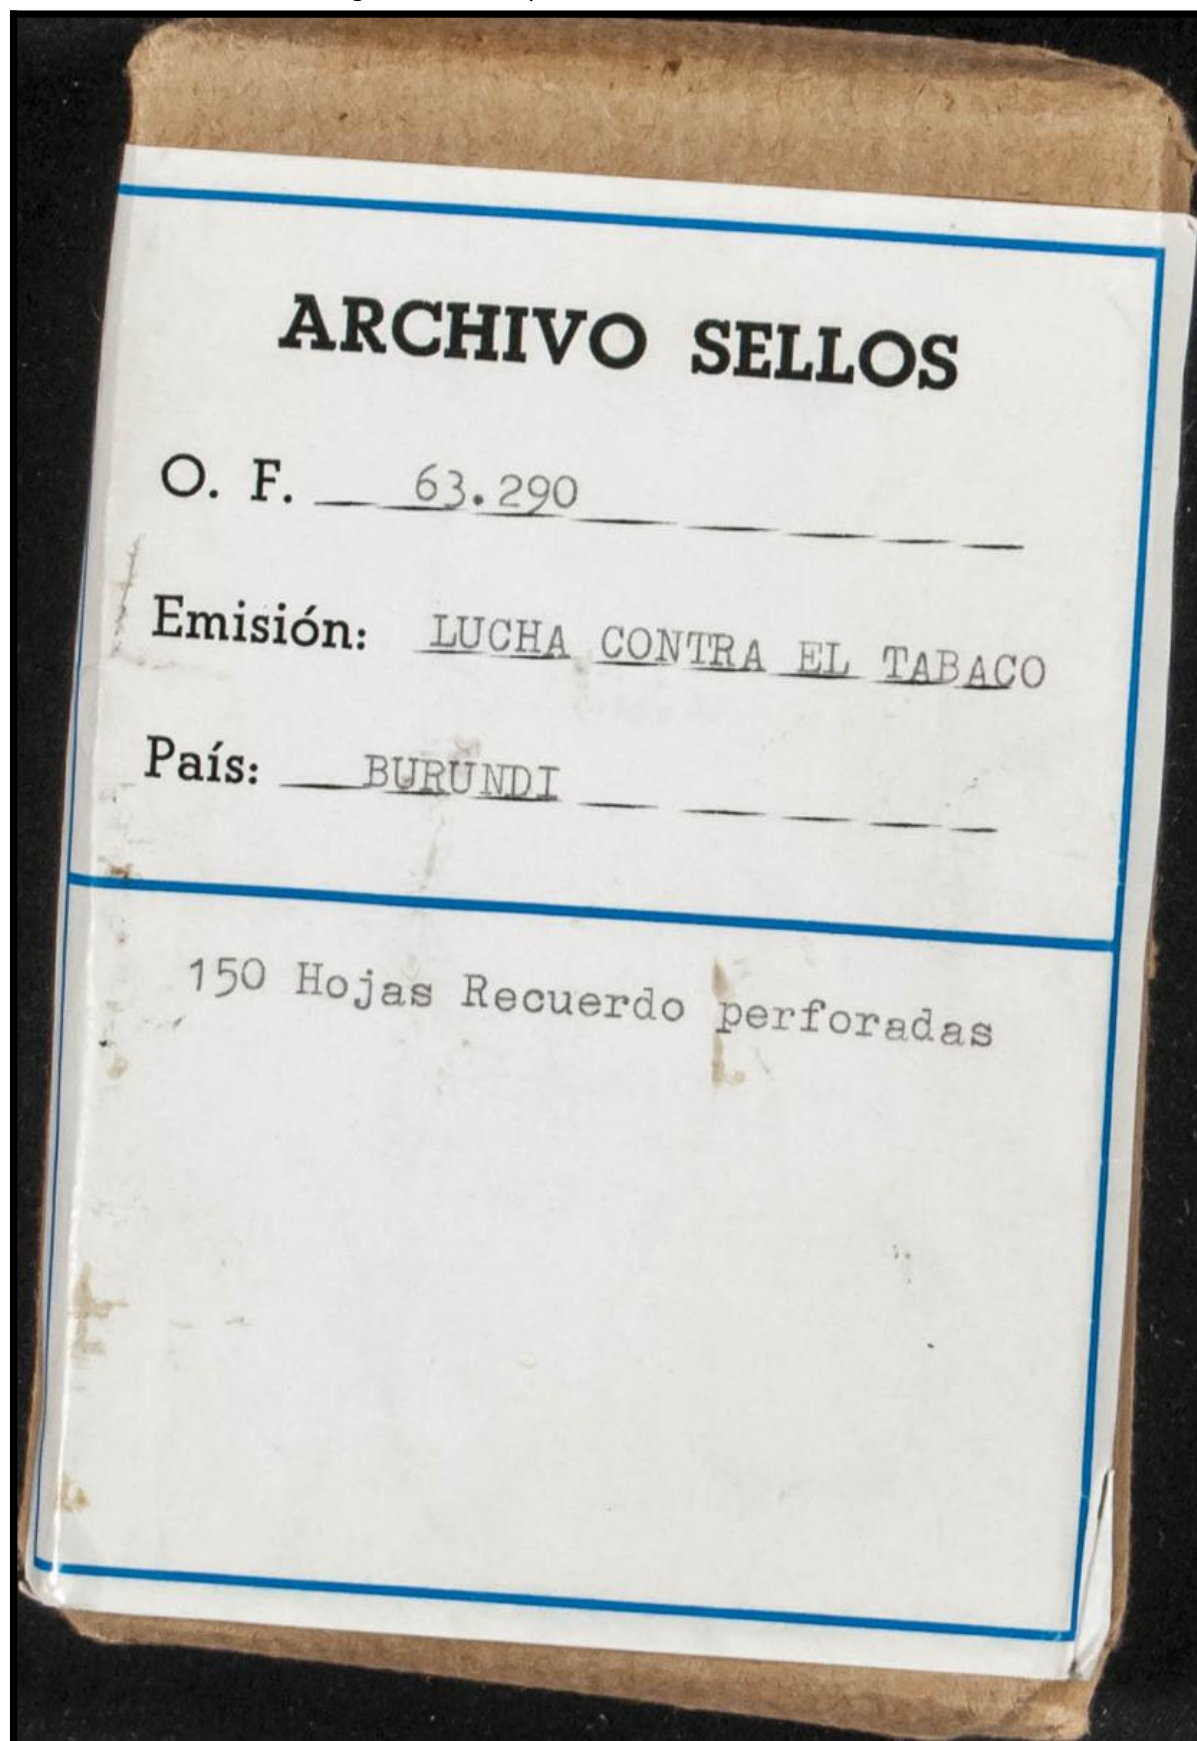 ARCHIVO SELLOS
O. F. 63.290
Emisión: LUCHA CONTRA EL TABACO
País: BURUNDI
150 Hojas Recuerdo perforadas